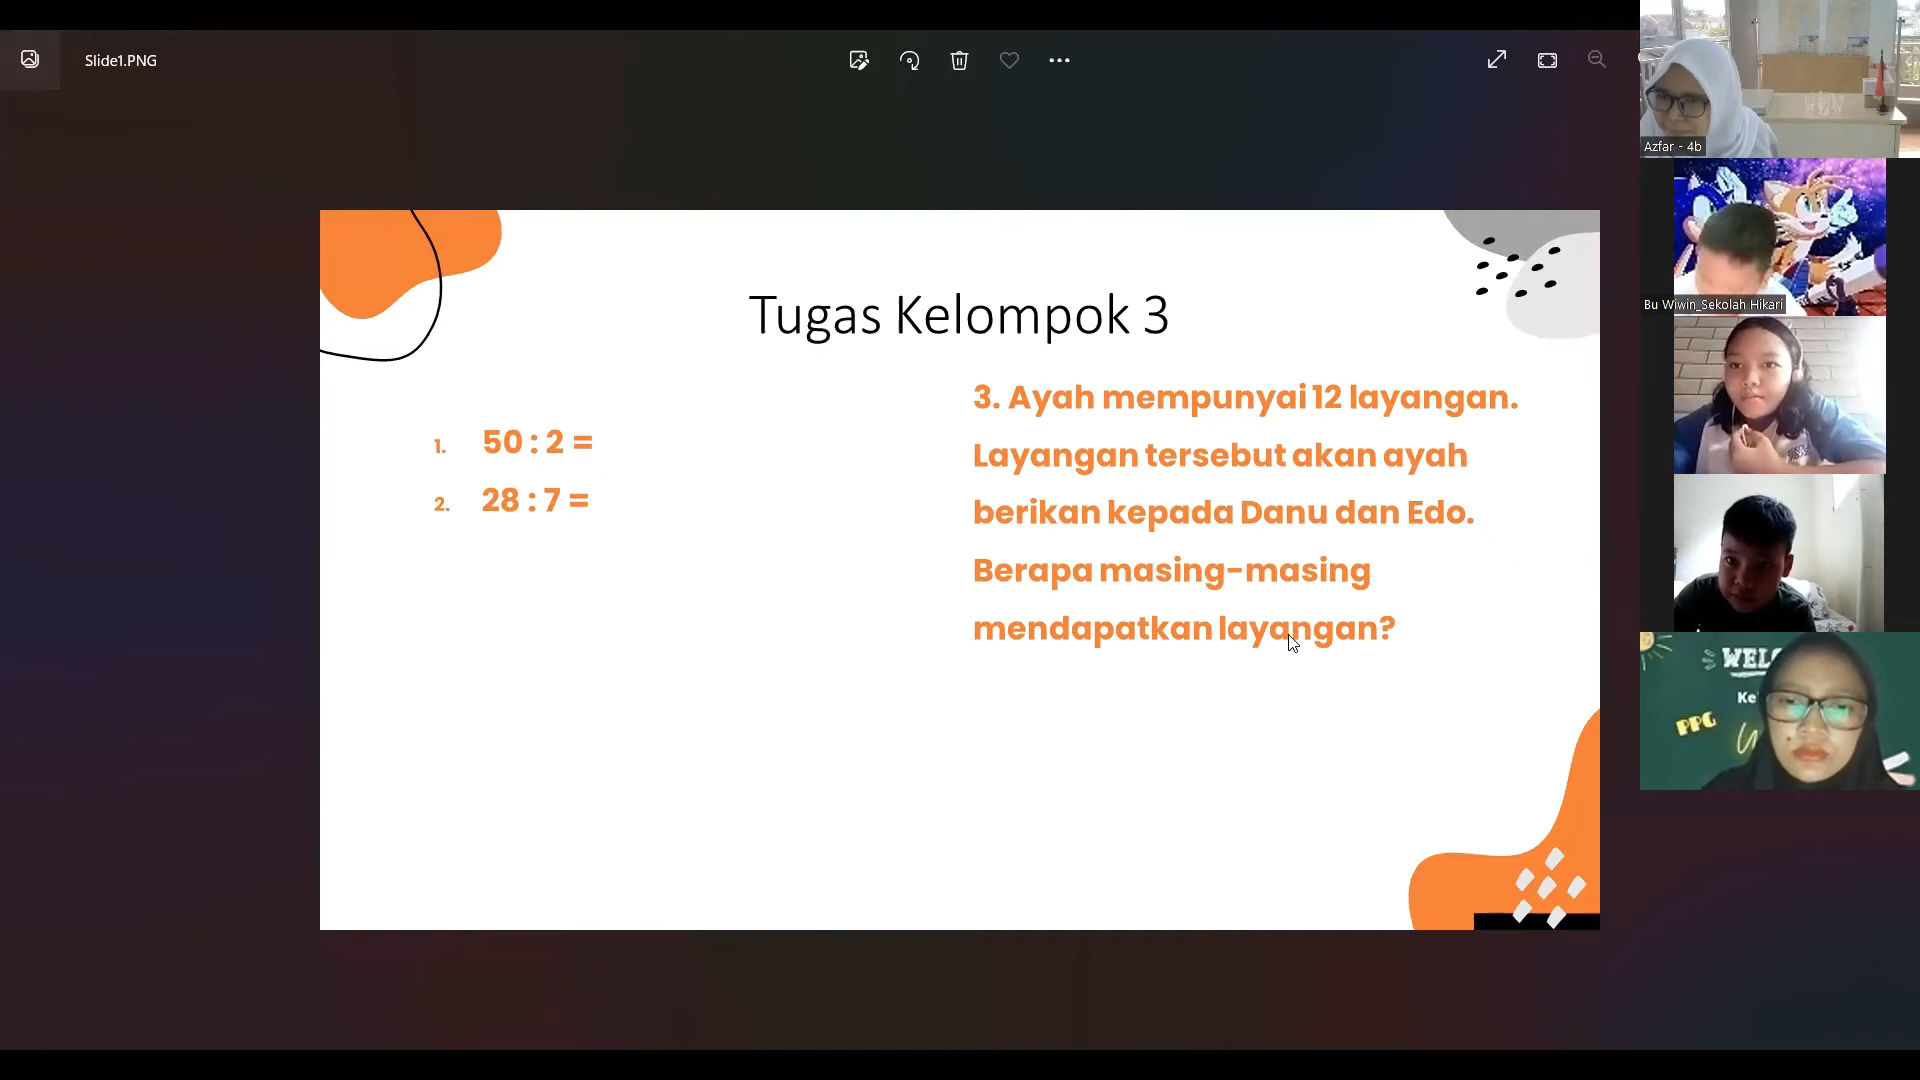 Slide1.PNG
Tugas Kelompok 3
1. 50 : 2 =
2. 28 : 7 =
3. Ayah mempunyai 12 layangan.
Layangan tersebut akan ayah
berikan kepada Danu dan Edo.
Berapa masing-masing
mendapatkan layangan?
Azfar - 4b
Bu Wiwin_Sekolah Hikari
PPG